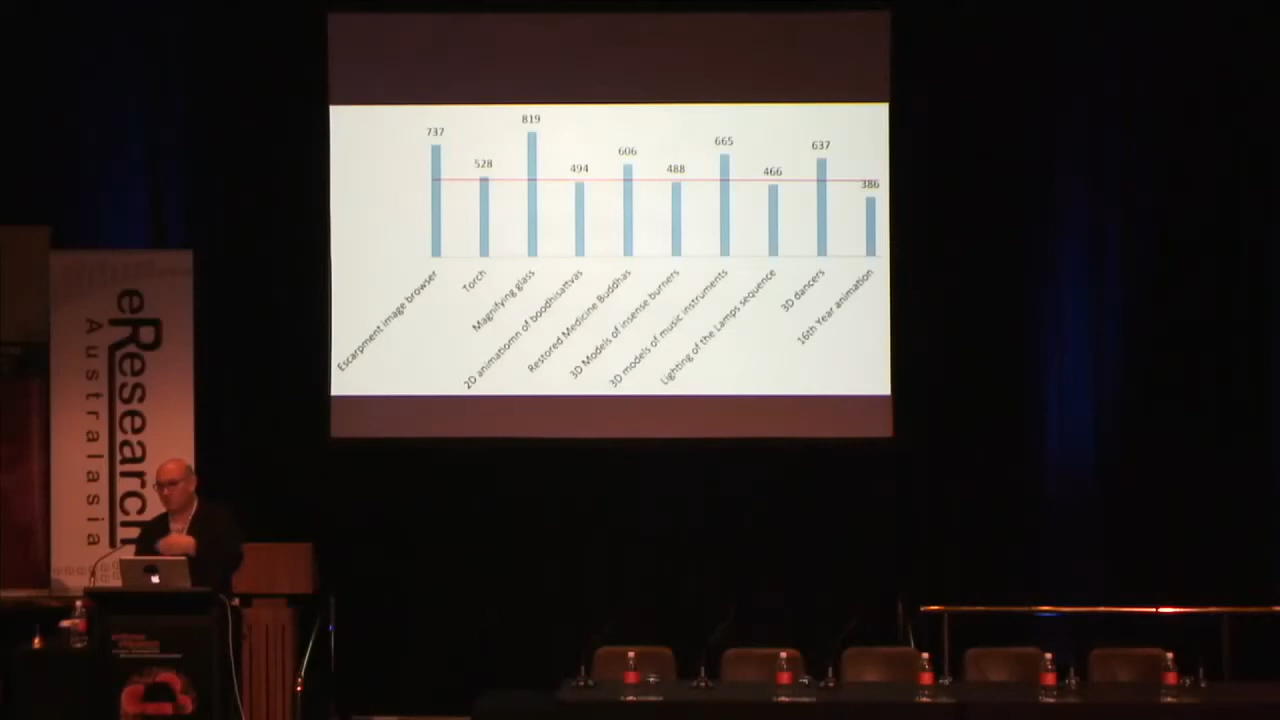 737
528
819
494
606
488
665
466
637
386
Escarpment image browser
Torch
Magnifying glass
2D animatiomn of boodhisattvas
Restored Medicine Buddhas
3D Models of insense burners
3D models of music instruments
Lighting of the Lamps sequence
3D dancers
16th Year animation
eResearch
Australasia